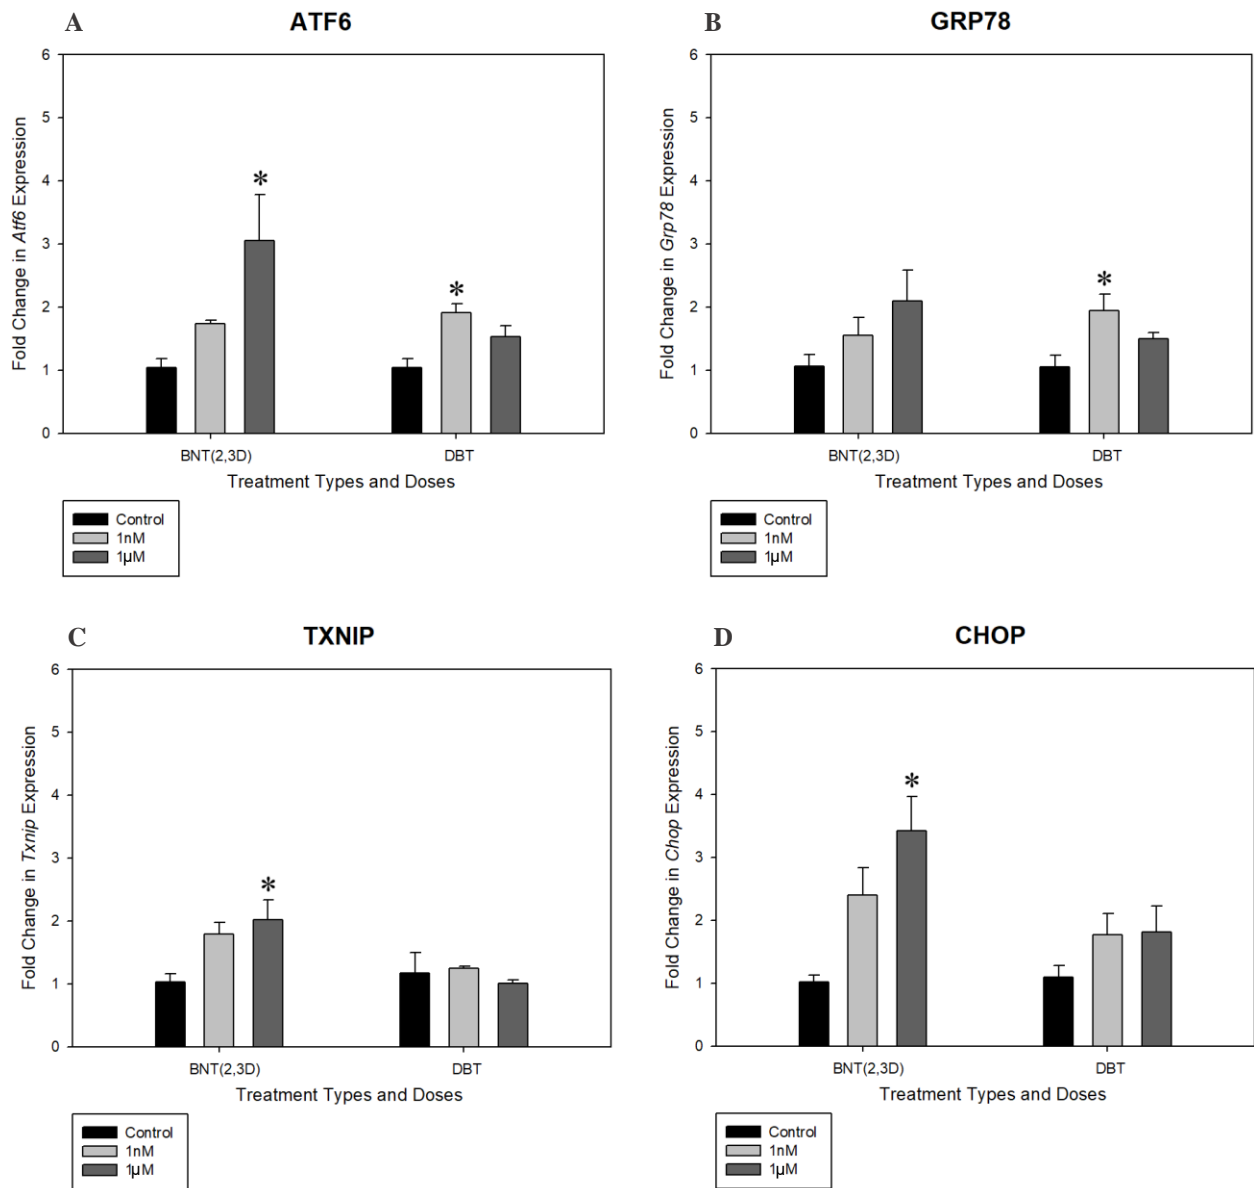 A
ATF6
Fold Change in Atf6 Expression
6
5
4
3
2
1
0
*
*
BNT(2,3D)
DBT
Treatment Types and Doses
Control
1nM
1µM
B
GRP78
Fold Change in Grp78 Expression
6
5
4
3
2
1
0
*
BNT(2,3D)
DBT
Treatment Types and Doses
Control
1nM
1µM
C
TXNIP
Fold Change in Txnip Expression
6
5
4
3
2
1
0
*
BNT(2,3D)
DBT
Treatment Types and Doses
Control
1nM
1µM
D
CHOP
Fold Change in Chop Expression
6
5
4
3
2
1
0
*
BNT(2,3D)
DBT
Treatment Types and Doses
Control
1nM
1µM